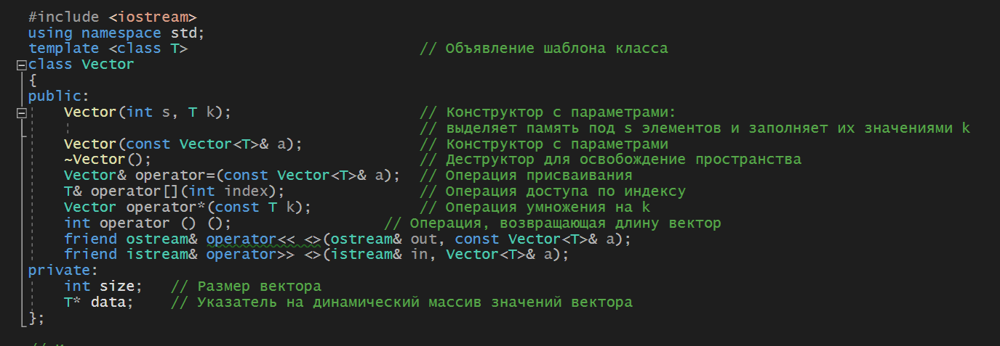 #include <iostream>
using namespace std;
template <class T> // Объявление шаблона класса
class Vector
{
public:
Vector(int s, T k); // Конструктор с параметрами:
// выделяет память под s элементов и заполняет их значениями k
Vector(const Vector<T>& a); // Конструктор с параметрами
~Vector(); // Деструктор для освобождение пространства
Vector& operator=(const Vector<T>& a); // Операция присваивания
T& operator[](int index); // Операция доступа по индексу
Vector operator*(const T k); // Операция умножения на k
int operator () (); // Операция, возвращающая длину вектор
friend ostream& operator<< <>(ostream& out, const Vector<T>& a);
friend istream& operator>> <>(istream& in, Vector<T>& a);
private:
int size; // Размер вектора
T* data; // Указатель на динамический массив значений вектора
};